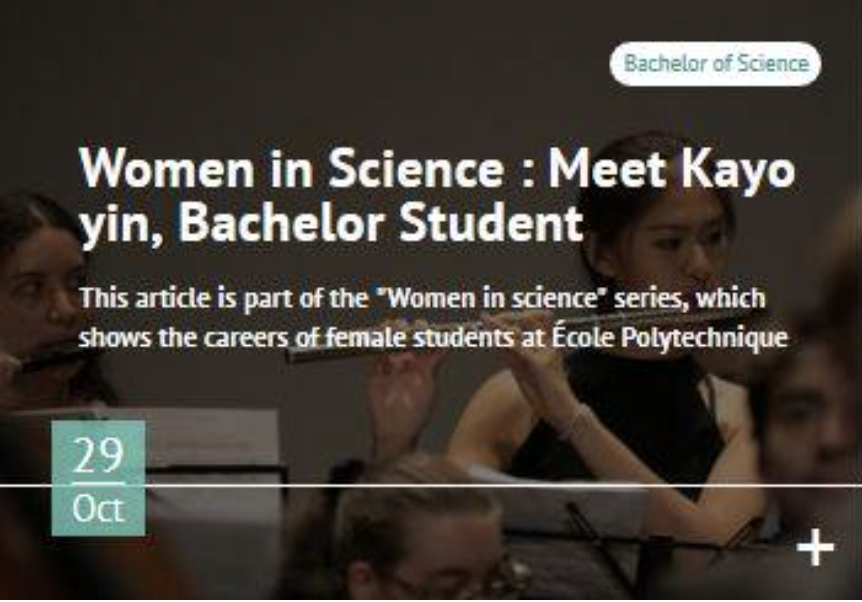 Bachelor of Science
Women in Science : Meet Kayo
yin, Bachelor Student
This article is part of the "Women in science" series, which
shows the careers of female students at École Polytechnique
29
Oct
+